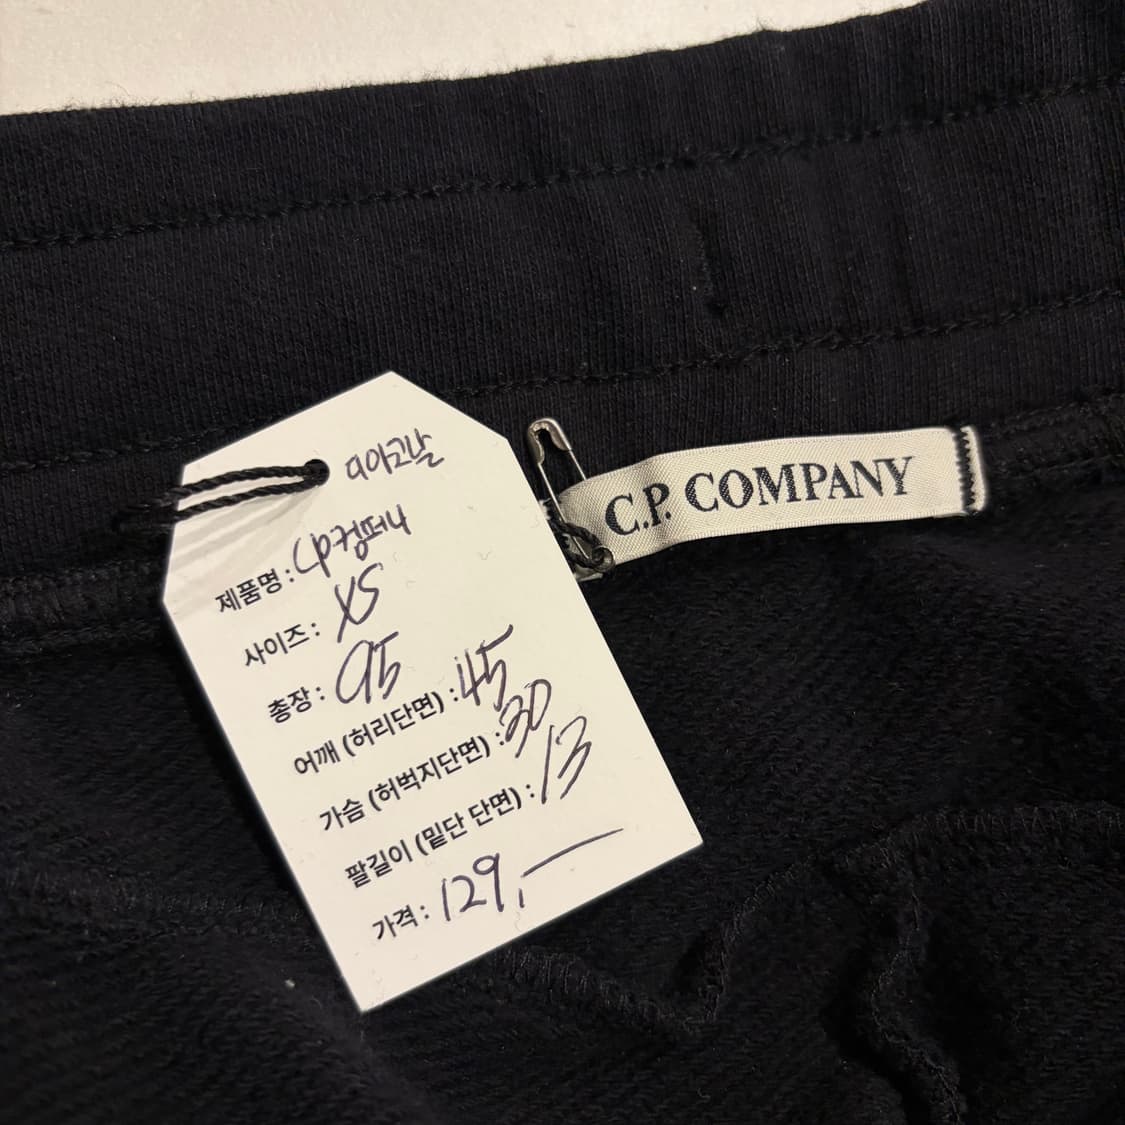 디아고날
제품명 : CP컴퍼니
사이즈 : XS
총장 : 95
어깨 (허리단면) : 45
가슴 (허벅지단면) : 30
팔길이 (밑단 단면) : 13
가격 : 129,-
C.P. COMPANY